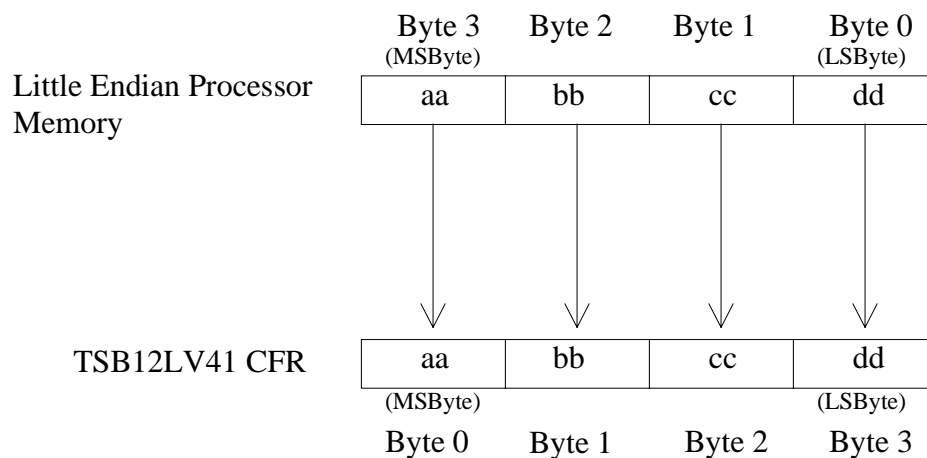 Byte 3 Byte 2 Byte 1 Byte 0
(MSByte) (LSByte)
Little Endian Processor
Memory
aa bb cc dd
TSB12LV41 CFR
aa bb cc dd
(MSByte) (LSByte)
Byte 0 Byte 1 Byte 2 Byte 3